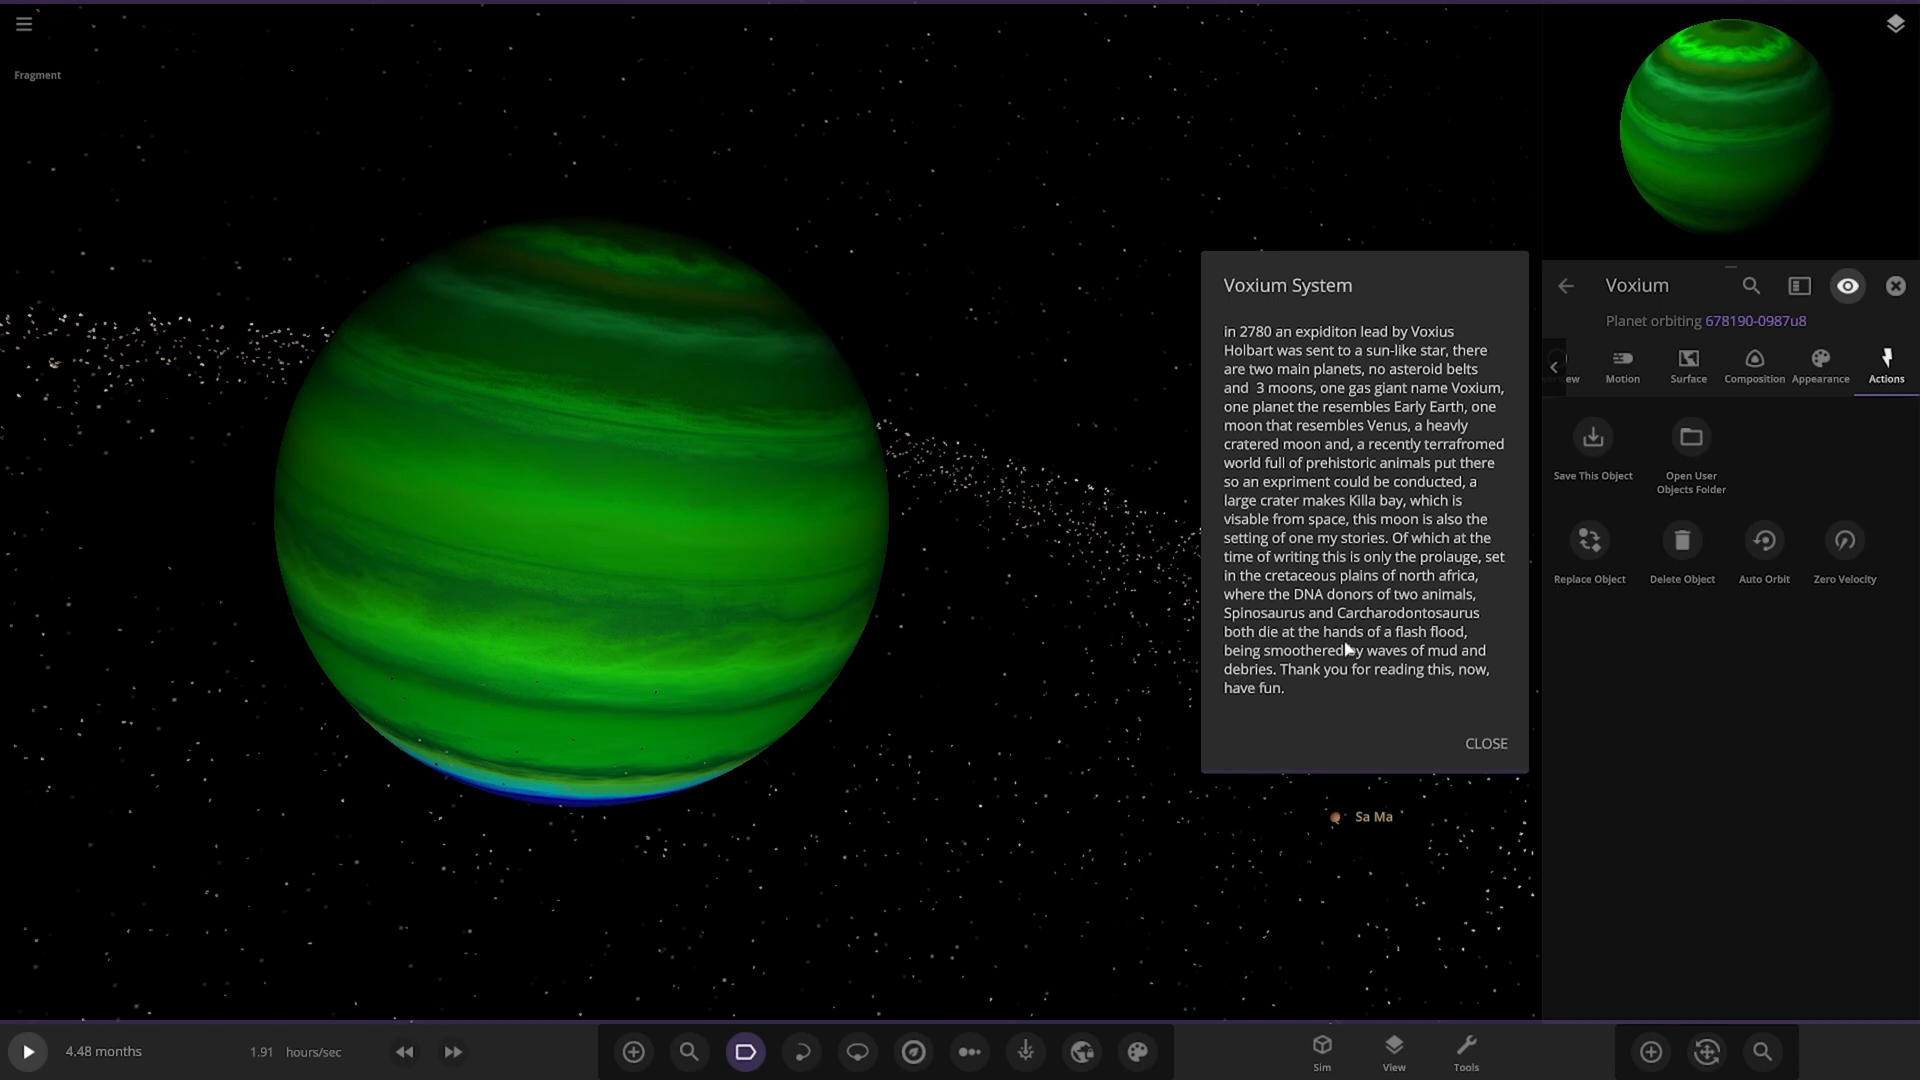 Fragment
Voxium System
in 2780 an expiditon lead by Voxius
Holbart was sent to a sun-like star, there
are two main planets, no asteroid belts
and  3 moons, one gas giant name Voxium,
one planet the resembles Early Earth, one
moon that resembles Venus, a heavly
cratered moon and, a recently terrafromed
world full of prehistoric animals put there
so an expriment could be conducted, a
large crater makes Killa bay, which is
visable from space, this moon is also the
setting of one my stories. Of which at the
time of writing this is only the prolauge, set
in the cretaceous plains of north africa,
where the DNA donors of two animals,
Spinosaurus and Carcharodontosaurus
both die at the hands of a flash flood,
being smoothered by waves of mud and
debries. Thank you for reading this, now,
have fun.
CLOSE
Sa Ma
Voxium
Planet orbiting 678190-0987u8
Motion Surface Composition Appearance Actions
Save This Object
Open User
Objects Folder
Replace Object Delete Object Auto Orbit Zero Velocity
4.48 months 1.91 hours/sec
Sim View Tools